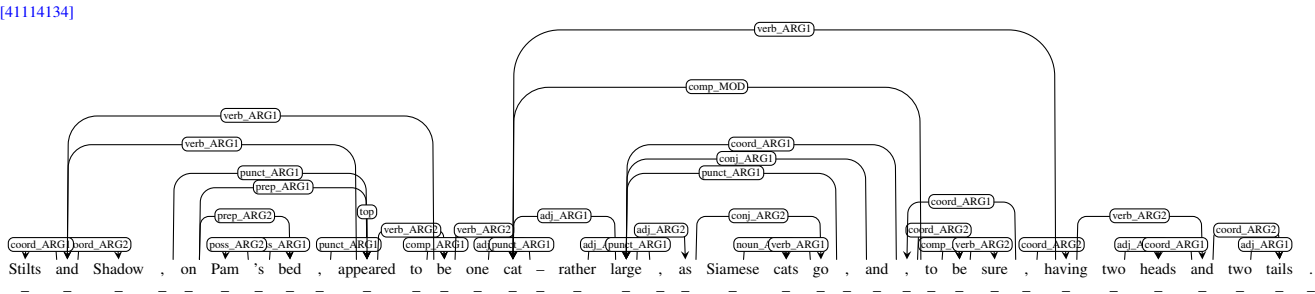 [41114134]
verb_ARG1
comp_MOD
verb_ARG1
verb_ARG1 coord_ARG1
conj_ARG1
punct_ARG1 punct_ARG1
prep_ARG1
coord_ARG1
top
prep_ARG2 adj_ARG1 conj_ARG2 verb_ARG2
verb_ARG2 verb_ARG2 adj_ARG2 coord_ARG2 coord_ARG2
coord_ARG1 coord_ARG2 poss_ARG2 punct_ARG1 comp_ARG1 punct_ARG1 punct_ARG1 verb_ARG1 verb_ARG2 coord_ARG2 coord_ARG1 adj_ARG1
Stilts and Shadow , on Pam 's bed , appeared to be one cat – rather large , as Siamese cats go , and , to be sure , having two heads and two tails .
_ _ _ _ _ _ _ _ _ _ _ _ _ _ _ _ _ _ _ _ _ _ _ _ _ _ _ _ _ _ _ _ _ _ _ _